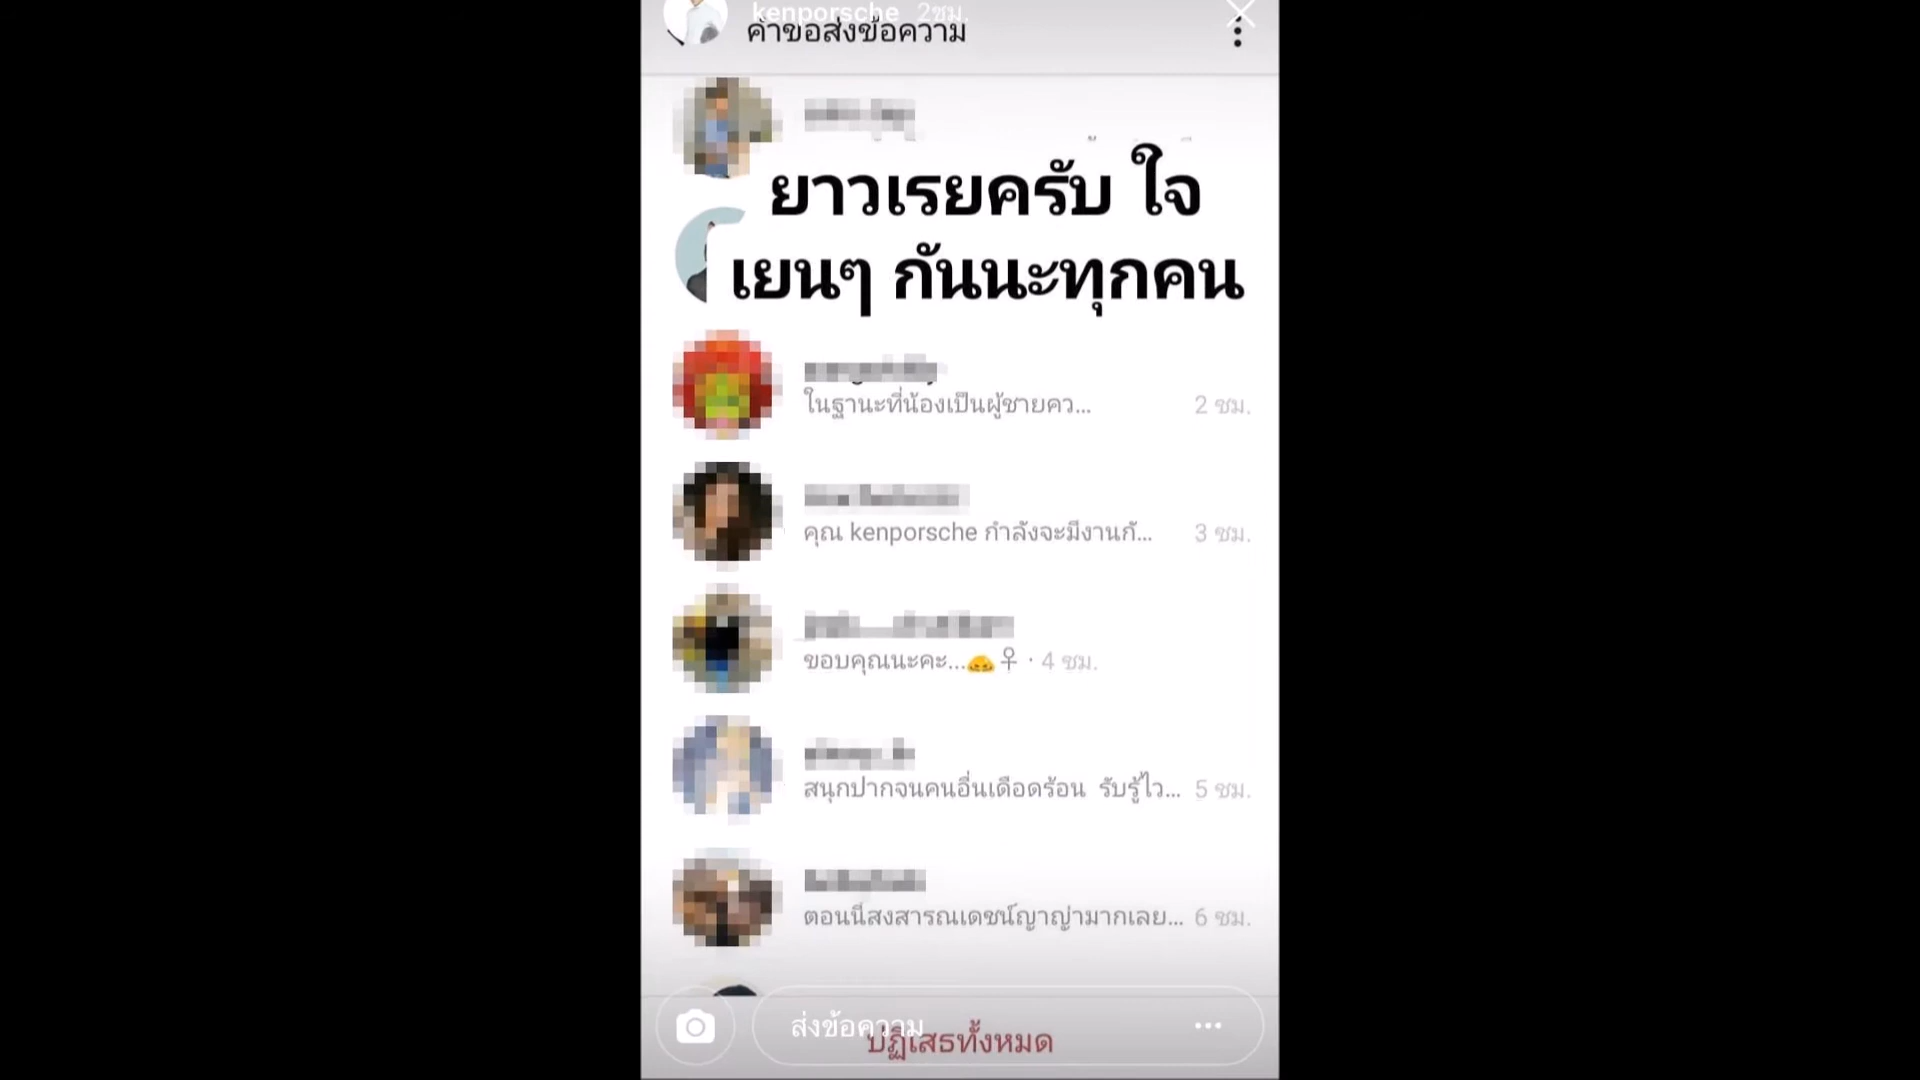 kenporsche 2ชม.
คำขอส่งข้อความ
ยาวเรยครับ ใจ
เยนๆ กันนะทุกคน
ในฐานะที่น้องเป็นผู้ชายคว... 2 ชม.
คุณ kenporsche กำลังจะมีงานกั... 3 ชม.
ขอบคุณนะคะ...🙇♀ · 4 ชม.
สนุกปากจนคนอื่นเดือดร้อน รับรู้ไว... 5 ชม.
ตอนนี้สงสารณเดชน์ญาญ่ามากเลย... 6 ชม.
ส่งข้อความ
ปฏิเสธทั้งหมด